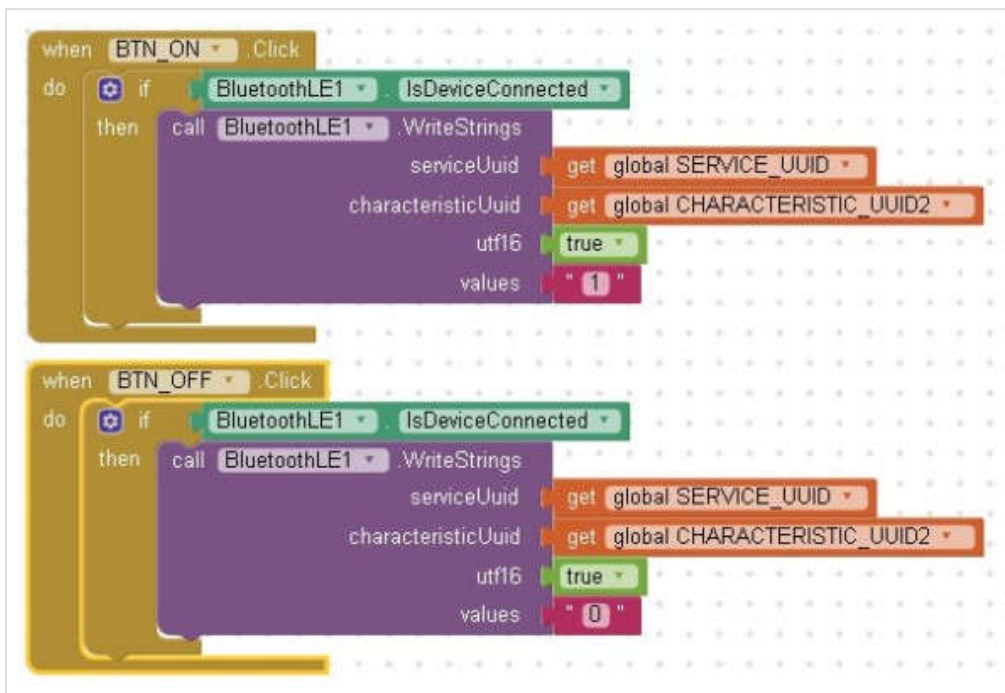 when BTN_ON .Click
do if BluetoothLE1 . IsDeviceConnected
then call BluetoothLE1 .WriteStrings
serviceUuid get global SERVICE_UUID
characteristicUuid get global CHARACTERISTIC_UUID2
utf16 true
values " 1 "
when BTN_OFF .Click
do if BluetoothLE1 . IsDeviceConnected
then call BluetoothLE1 .WriteStrings
serviceUuid get global SERVICE_UUID
characteristicUuid get global CHARACTERISTIC_UUID2
utf16 true
values " 0 "